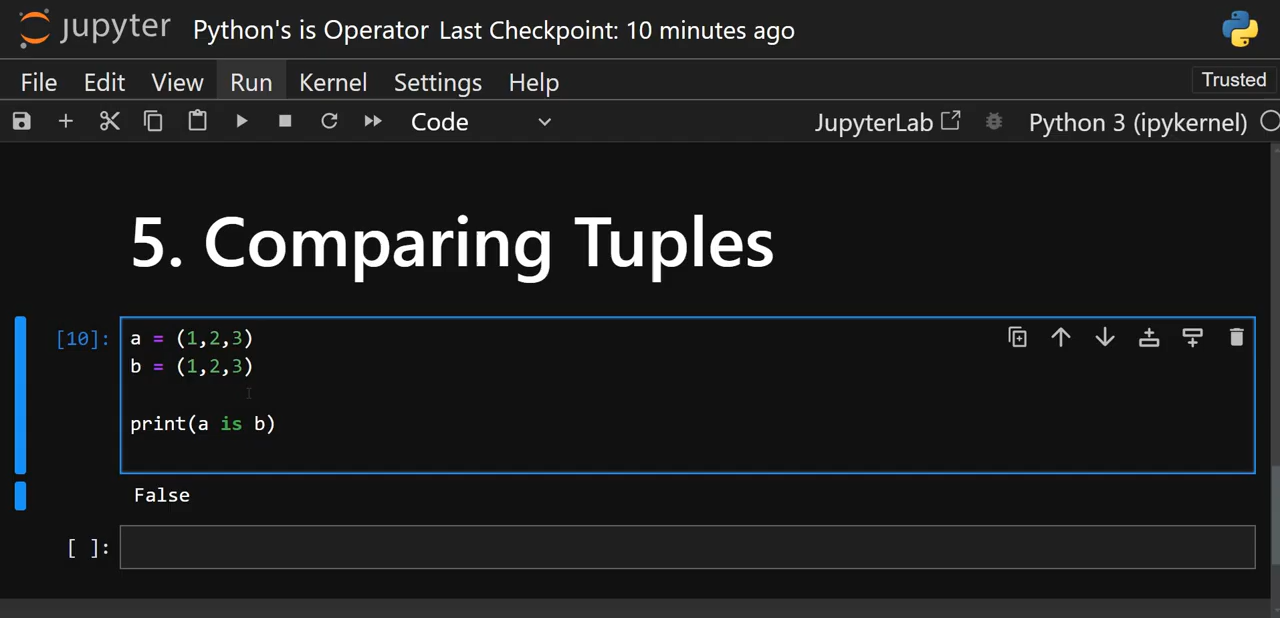 jupyter Python's is Operator Last Checkpoint: 10 minutes ago
File Edit View Run Kernel Settings Help Trusted
Code JupyterLab Python 3 (ipykernel)
5. Comparing Tuples
[10]: a = (1,2,3)
b = (1,2,3)
print(a is b)
False
[ ]: